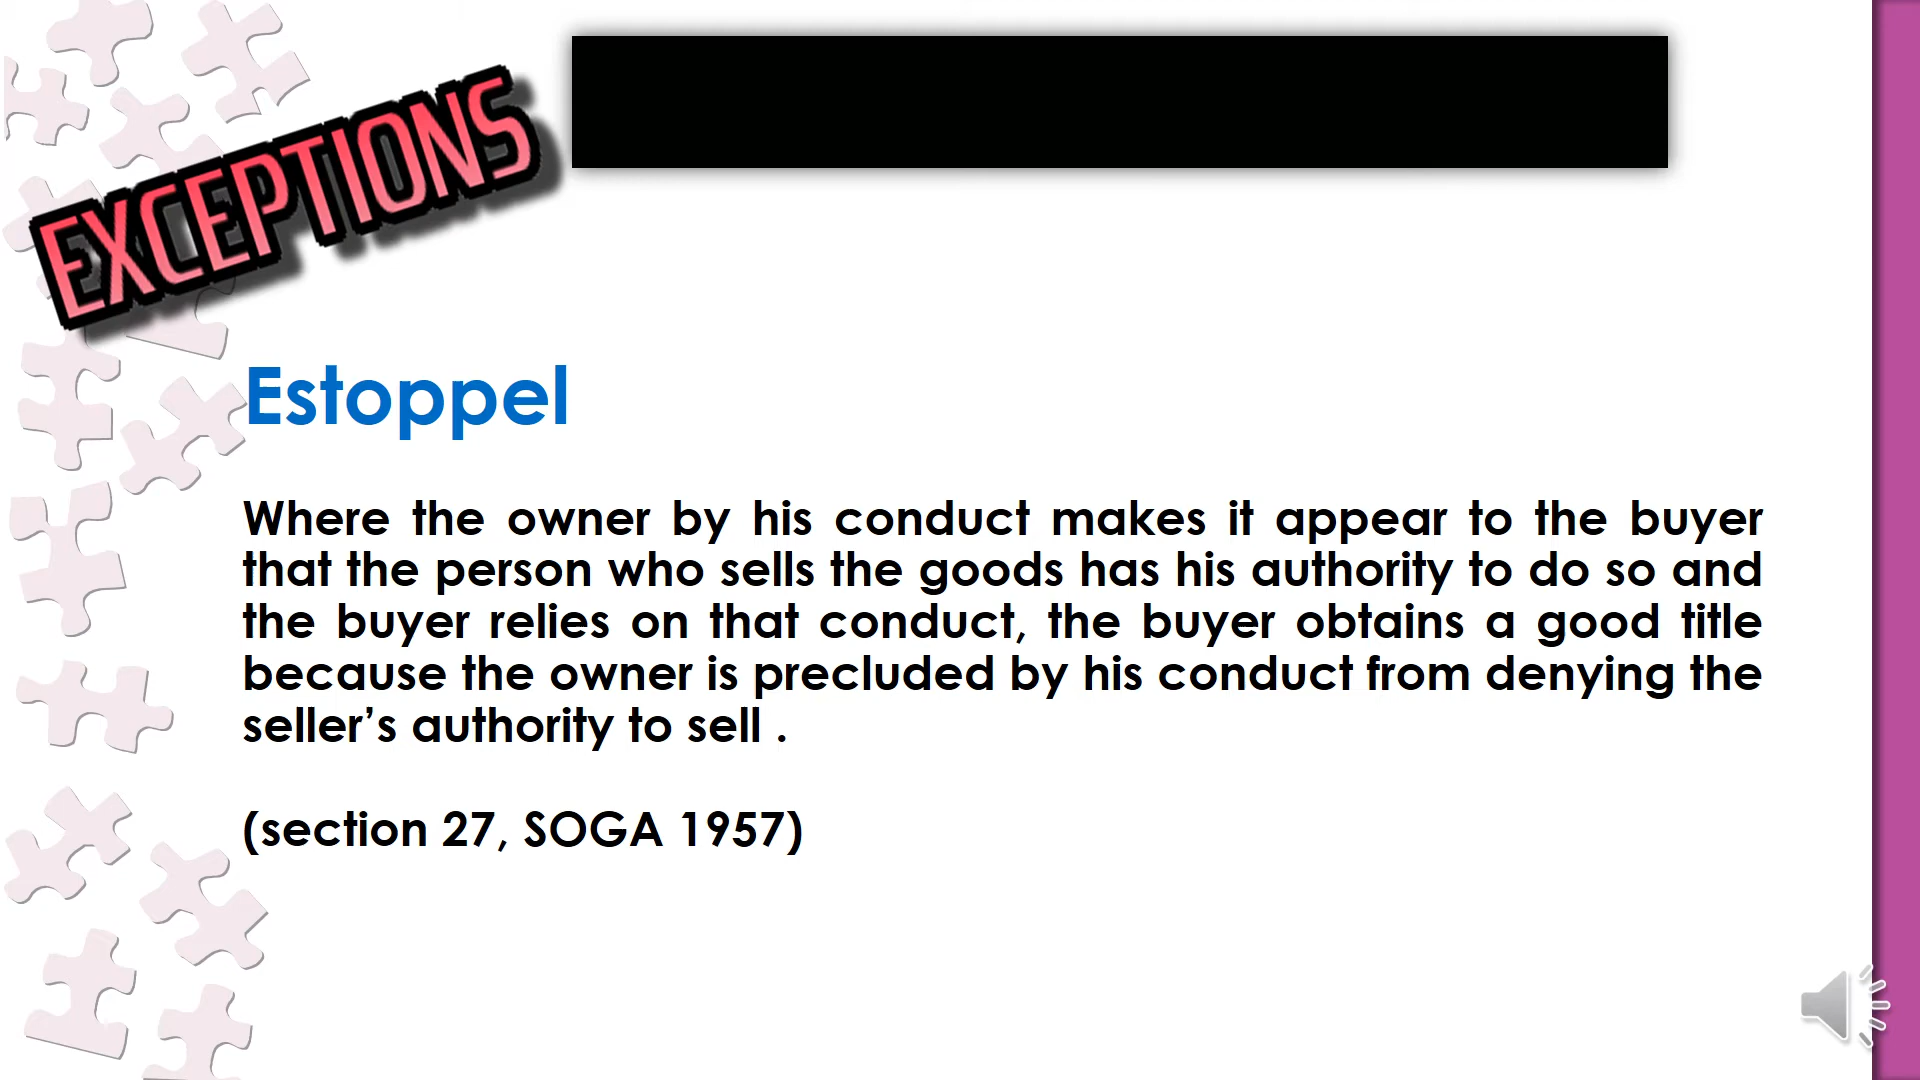 EXCEPTIONS
Estoppel
Where the owner by his conduct makes it appear to the buyer
that the person who sells the goods has his authority to do so and
the buyer relies on that conduct, the buyer obtains a good title
because the owner is precluded by his conduct from denying the
seller’s authority to sell .
(section 27, SOGA 1957)